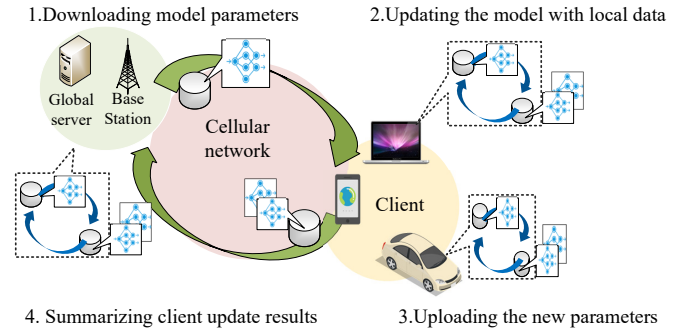 1.Downloading model parameters
2.Updating the model with local data
Global
server
Base
Station
Cellular
network
Client
4. Summarizing client update results
3.Uploading the new parameters